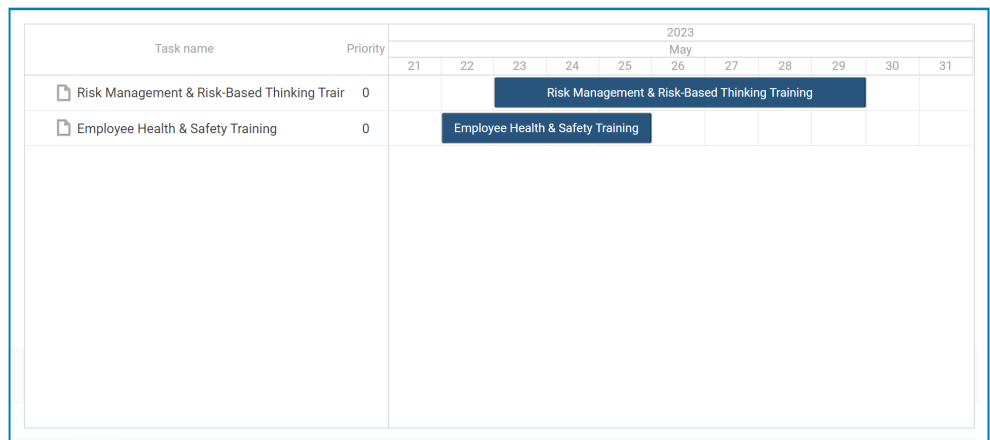 2023
Task name Priority May
21 22 23 24 25 26 27 28 29 30 31
Risk Management & Risk-Based Thinking Trair 0 Risk Management & Risk-Based Thinking Training
Employee Health & Safety Training 0 Employee Health & Safety Training